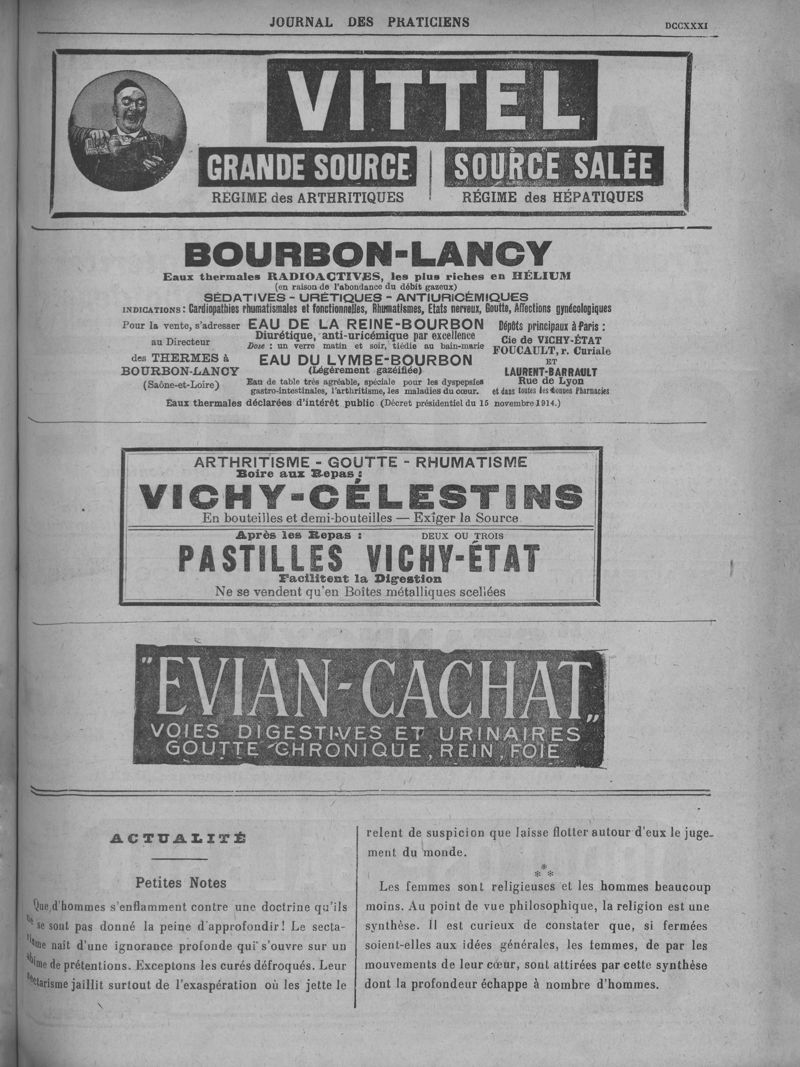 JOURNAL DES PRATICIENS
DCCXXXI
VITTEL
GRANDE SOURCE
RÉGIME des ARTHRITIQUES
SOURCE SALÉE
RÉGIME des HÉPATIQUES
BOURBON-LANCY
Eaux thermales RADIOACTIVES, les plus riches en HÉLIUM
(en raison de l'abondance du débit gazeux)
SÉDATIVES - URÉTIQUES - ANTIURICÉMIQUES
INDICATIONS : Cardiopathies rhumatismales et fonctionnelles, Rhumatismes, Etats nerveux, Goutte, Affections gynécologiques
Pour la vente, s'adresser
au Directeur
des THERMES à
BOURBON-LANCY
(Saône-et-Loire)
EAU DE LA REINE-BOURBON
Diurétique, anti-uricémique par excellence
Dose : un verre matin et soir, tiédie au bain-marie
EAU DU LYMBE-BOURBON
(Légèrement gazéifiée)
Eau de table très agréable, spéciale pour les dyspepsies
gastro-intestinales, l'arthritisme, les maladies du cœur.
Dépôts principaux à Paris :
Cie de VICHY-ÉTAT
FOUCAULT, r. Curiale
ET
LAURENT-BARRAULT
Rue de Lyon
et dans toutes les bonnes Pharmacies
Eaux thermales déclarées d'intérêt public (Décret présidentiel du 15 novembre 1914.)
ARTHRITISME - GOUTTE - RHUMATISME
Boire aux Repas :
VICHY-CÉLESTINS
En bouteilles et demi-bouteilles — Exiger la Source
Après les Repas : DEUX OU TROIS
PASTILLES VICHY-ÉTAT
Facilitent la Digestion
Ne se vendent qu'en Boîtes métalliques scellées
"EVIAN-CACHAT"
VOIES DIGESTIVES ET URINAIRES
GOUTTE CHRONIQUE, REIN, FOIE
ACTUALITÉ
Petites Notes
Que d'hommes s'enflamment contre une doctrine qu'ils
ne se sont pas donné la peine d'approfondir ! Le secta-
risme naît d'une ignorance profonde qui s'ouvre sur un
abîme de prétentions. Exceptons les curés défroqués. Leur
sectarisme jaillit surtout de l'exaspération où les jette le
relent de suspicion que laisse flotter autour d'eux le juge-
ment du monde.
*
* *
Les femmes sont religieuses et les hommes beaucoup
moins. Au point de vue philosophique, la religion est une
synthèse. Il est curieux de constater que, si fermées
soient-elles aux idées générales, les femmes, de par les
mouvements de leur cœur, sont attirées par cette synthèse
dont la profondeur échappe à nombre d'hommes.